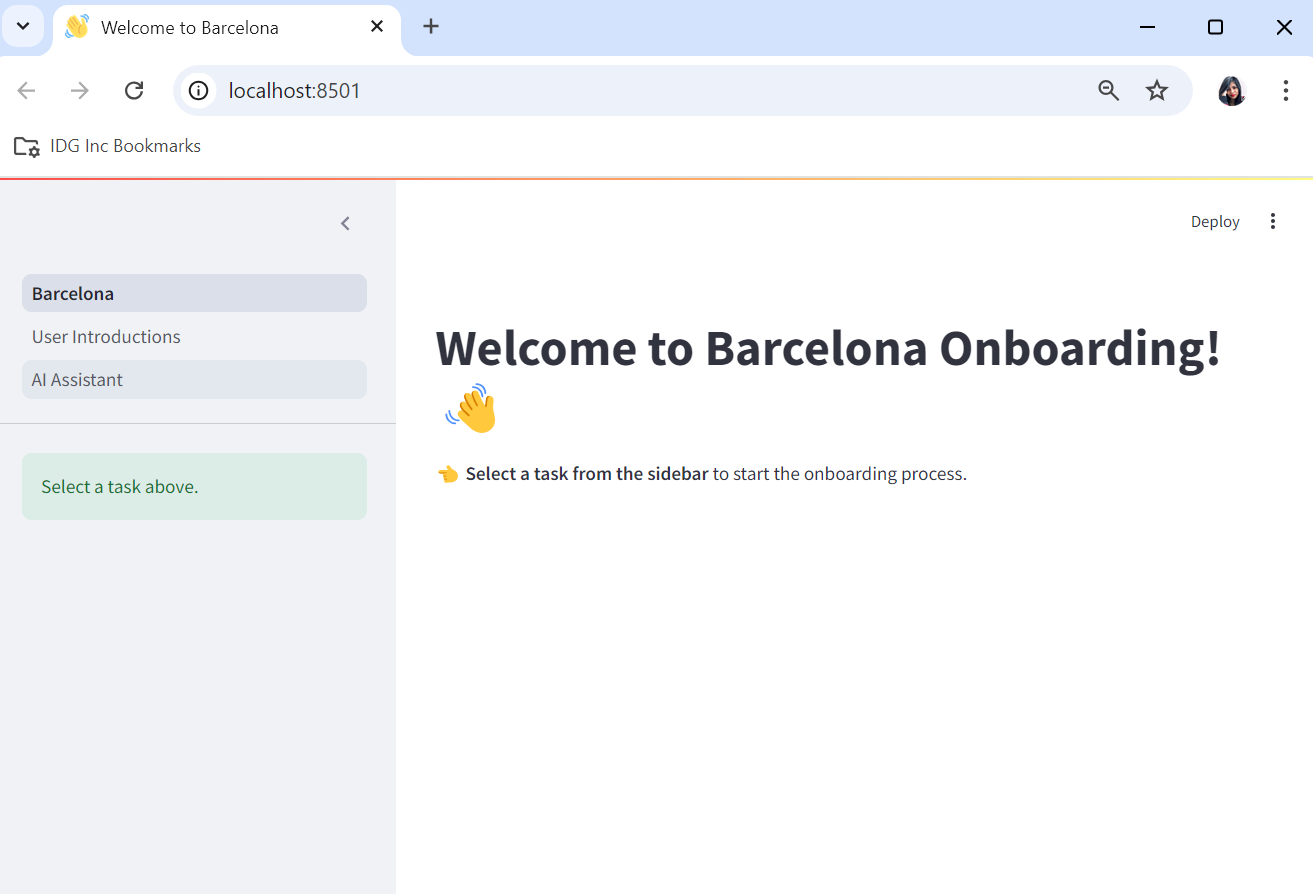 Welcome to Barcelona
localhost:8501
IDG Inc Bookmarks
Deploy
Barcelona
User Introductions
AI Assistant
Select a task above.
Welcome to Barcelona Onboarding!
Select a task from the sidebar to start the onboarding process.